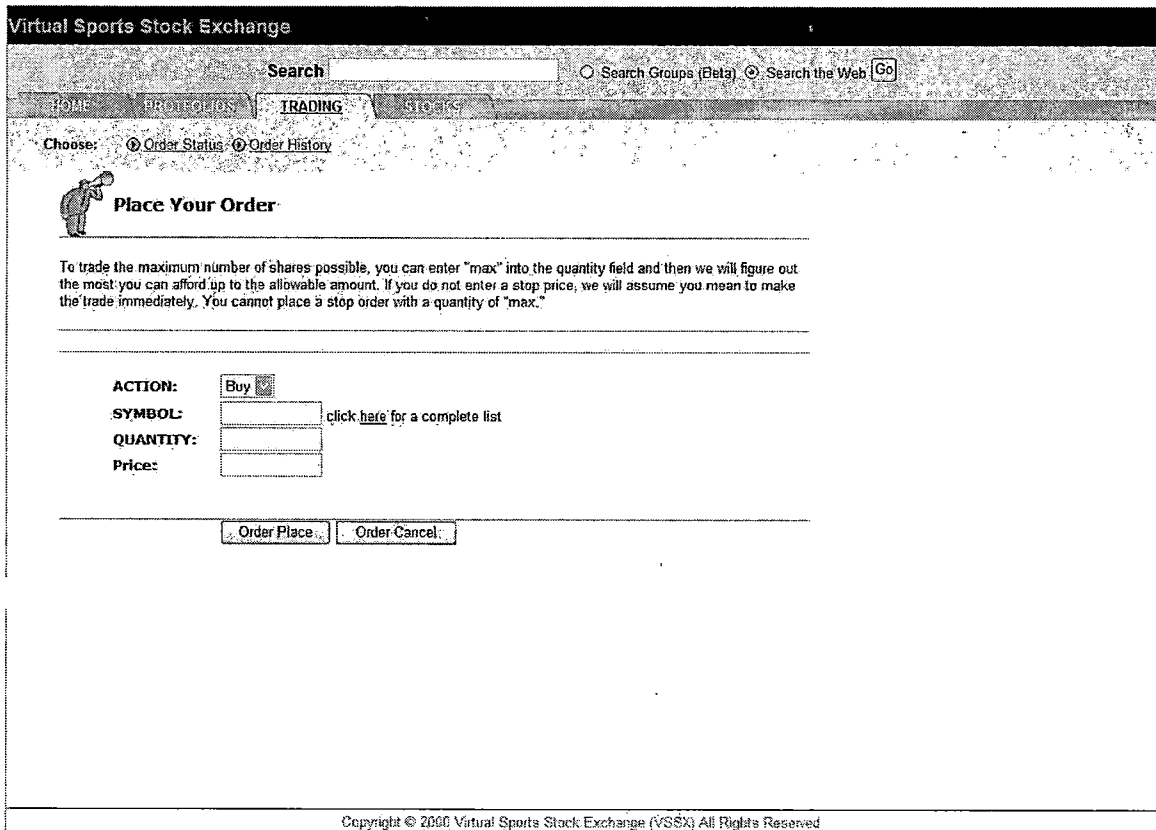 Virtual Sports Stock Exchange
Search Search Groups (Beta) Search the Web Go
HOME PROTFOLIOS TRADING STOCKS
Choose: Order Status Order History
Place Your Order
To trade the maximum number of shares possible, you can enter "max" into the quantity field and then we will figure out
the most you can afford up to the allowable amount. If you do not enter a stop price, we will assume you mean to make
the trade immediately. You cannot place a stop order with a quantity of "max."
ACTION: Buy
SYMBOL: click here for a complete list
QUANTITY:
Price:
Order Place Order Cancel
Copyright © 2000 Virtual Sports Stock Exchange (VSSX) All Rights Reserved